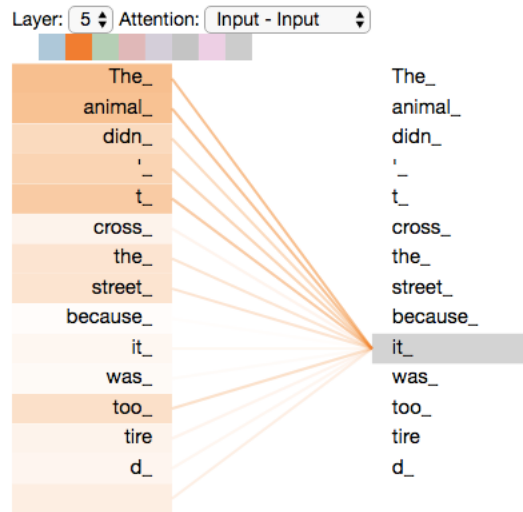 Layer: 5 Attention: Input - Input
The_ The_
animal_ animal_
didn_ didn_
'_ '_
t_ t_
cross_ cross_
the_ the_
street_ street_
because_ because_
it_ it_
was_ was_
too_ too_
tire tire
d_ d_